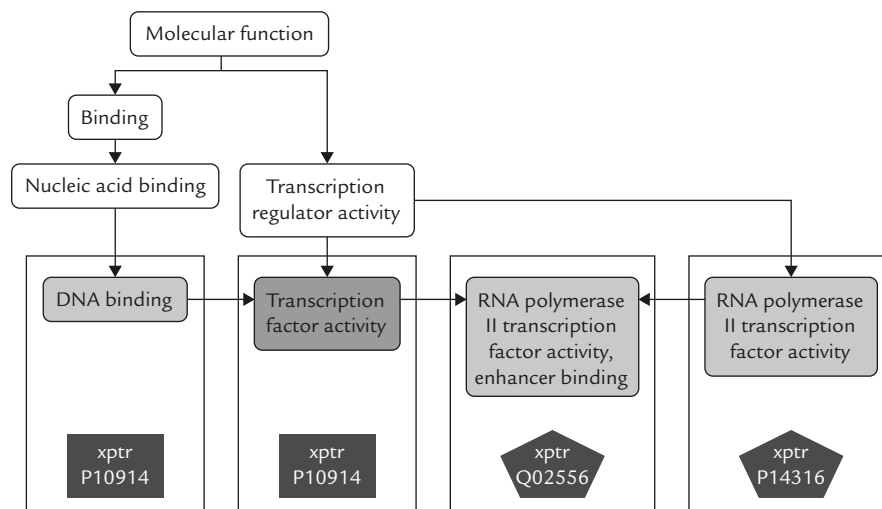 Molecular function
Binding
Nucleic acid binding
Transcription
regulator activity
DNA binding
Transcription
factor activity
RNA polymerase
II transcription
factor activity,
enhancer binding
RNA polymerase
II transcription
factor activity
xptr
P10914
xptr
P10914
xptr
Q02556
xptr
P14316